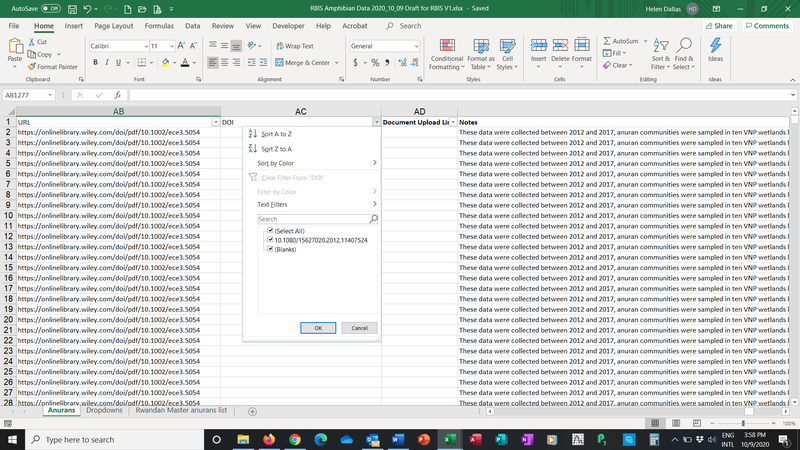 AutoSave Off RBIS Amphibian Data 2020_10_09 Draft for RBIS V1.xlsx - Saved Helen Dallas HD
File Home Insert Page Layout Formulas Data Review View Developer Help Acrobat Search Share Comments
Paste Cut Copy Format Painter
Calibri 11 A A
B I U
Wrap Text Merge & Center
General
$ % ,
Conditional Formatting Format as Table Cell Styles
Insert Delete Format
AutoSum Fill Clear
Sort & Filter Find & Select
Ideas
Clipboard Font Alignment Number Styles Cells Editing Ideas
AB1277 fx
AB AC AD
1 URL DOI Document Upload Lin Notes
2 https://onlinelibrary.wiley.com/doi/pdf/10.1002/ece3.5054 These data were collected between 2012 and 2017, anuran communities were sampled in ten VNP wetlands
3 https://onlinelibrary.wiley.com/doi/pdf/10.1002/ece3.5054 These data were collected between 2012 and 2017, anuran communities were sampled in ten VNP wetlands
4 https://onlinelibrary.wiley.com/doi/pdf/10.1002/ece3.5054 These data were collected between 2012 and 2017, anuran communities were sampled in ten VNP wetlands
5 https://onlinelibrary.wiley.com/doi/pdf/10.1002/ece3.5054 These data were collected between 2012 and 2017, anuran communities were sampled in ten VNP wetlands
6 https://onlinelibrary.wiley.com/doi/pdf/10.1002/ece3.5054 These data were collected between 2012 and 2017, anuran communities were sampled in ten VNP wetlands
7 https://onlinelibrary.wiley.com/doi/pdf/10.1002/ece3.5054 These data were collected between 2012 and 2017, anuran communities were sampled in ten VNP wetlands
8 https://onlinelibrary.wiley.com/doi/pdf/10.1002/ece3.5054 These data were collected between 2012 and 2017, anuran communities were sampled in ten VNP wetlands
9 https://onlinelibrary.wiley.com/doi/pdf/10.1002/ece3.5054 These data were collected between 2012 and 2017, anuran communities were sampled in ten VNP wetlands
10 https://onlinelibrary.wiley.com/doi/pdf/10.1002/ece3.5054 These data were collected between 2012 and 2017, anuran communities were sampled in ten VNP wetlands
11 https://onlinelibrary.wiley.com/doi/pdf/10.1002/ece3.5054 These data were collected between 2012 and 2017, anuran communities were sampled in ten VNP wetlands
12 https://onlinelibrary.wiley.com/doi/pdf/10.1002/ece3.5054 These data were collected between 2012 and 2017, anuran communities were sampled in ten VNP wetlands
13 https://onlinelibrary.wiley.com/doi/pdf/10.1002/ece3.5054 These data were collected between 2012 and 2017, anuran communities were sampled in ten VNP wetlands
14 https://onlinelibrary.wiley.com/doi/pdf/10.1002/ece3.5054 These data were collected between 2012 and 2017, anuran communities were sampled in ten VNP wetlands
15 https://onlinelibrary.wiley.com/doi/pdf/10.1002/ece3.5054 These data were collected between 2012 and 2017, anuran communities were sampled in ten VNP wetlands
16 https://onlinelibrary.wiley.com/doi/pdf/10.1002/ece3.5054 These data were collected between 2012 and 2017, anuran communities were sampled in ten VNP wetlands
17 https://onlinelibrary.wiley.com/doi/pdf/10.1002/ece3.5054 These data were collected between 2012 and 2017, anuran communities were sampled in ten VNP wetlands
18 https://onlinelibrary.wiley.com/doi/pdf/10.1002/ece3.5054 These data were collected between 2012 and 2017, anuran communities were sampled in ten VNP wetlands
19 https://onlinelibrary.wiley.com/doi/pdf/10.1002/ece3.5054 These data were collected between 2012 and 2017, anuran communities were sampled in ten VNP wetlands
20 https://onlinelibrary.wiley.com/doi/pdf/10.1002/ece3.5054 These data were collected between 2012 and 2017, anuran communities were sampled in ten VNP wetlands
21 https://onlinelibrary.wiley.com/doi/pdf/10.1002/ece3.5054 These data were collected between 2012 and 2017, anuran communities were sampled in ten VNP wetlands
22 https://onlinelibrary.wiley.com/doi/pdf/10.1002/ece3.5054 These data were collected between 2012 and 2017, anuran communities were sampled in ten VNP wetlands
23 https://onlinelibrary.wiley.com/doi/pdf/10.1002/ece3.5054 These data were collected between 2012 and 2017, anuran communities were sampled in ten VNP wetlands
24 https://onlinelibrary.wiley.com/doi/pdf/10.1002/ece3.5054 These data were collected between 2012 and 2017, anuran communities were sampled in ten VNP wetlands
25 https://onlinelibrary.wiley.com/doi/pdf/10.1002/ece3.5054 These data were collected between 2012 and 2017, anuran communities were sampled in ten VNP wetlands
26 https://onlinelibrary.wiley.com/doi/pdf/10.1002/ece3.5054 These data were collected between 2012 and 2017, anuran communities were sampled in ten VNP wetlands
27 https://onlinelibrary.wiley.com/doi/pdf/10.1002/ece3.5054 These data were collected between 2012 and 2017, anuran communities were sampled in ten VNP wetlands
28 https://onlinelibrary.wiley.com/doi/pdf/10.1002/ece3.5054 These data were collected between 2012 and 2017, anuran communities were sampled in ten VNP wetlands
Sort A to Z
Sort Z to A
Sort by Color
Clear Filter From "DOI"
Filter by Color
Text Filters
Search
(Select All)
10.1080/15627020.2012.11407524
(Blanks)
OK Cancel
Anurans Dropdowns Rwandan Master anurans list
100%
Type here to search
ENG 3:58 PM
INTL 10/9/2020